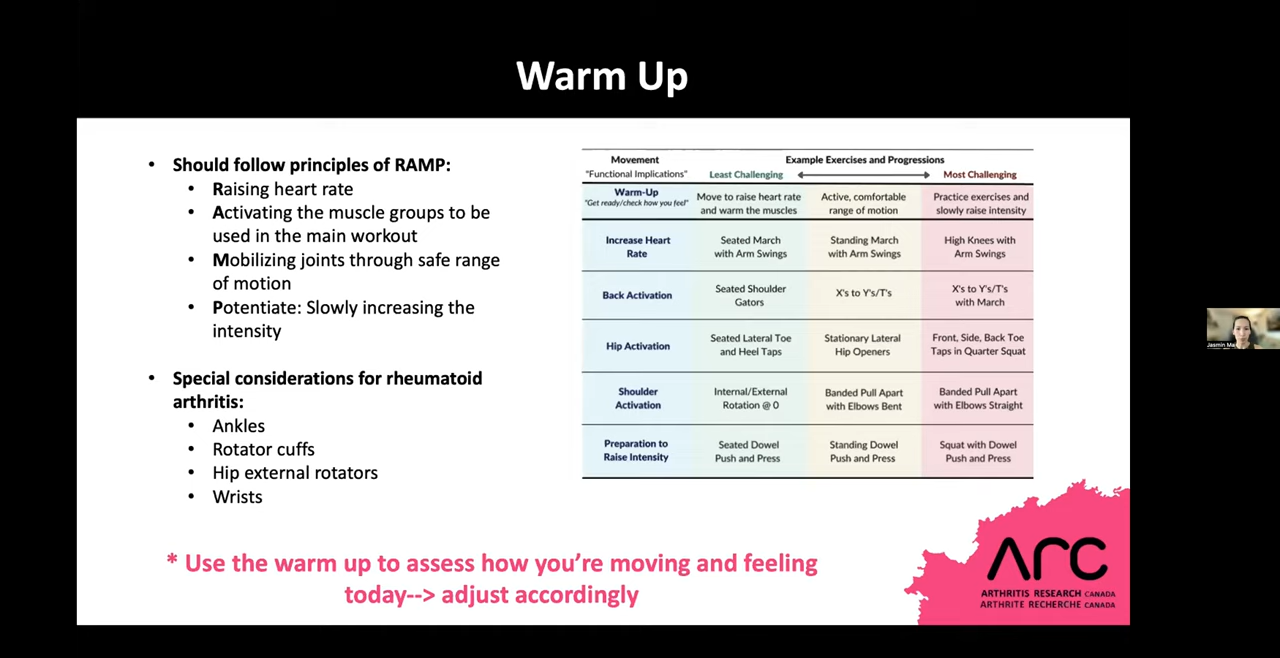 Warm Up
• Should follow principles of RAMP:
• Raising heart rate
• Activating the muscle groups to be
used in the main workout
• Mobilizing joints through safe range
of motion
• Potentiate: Slowly increasing the
intensity
• Special considerations for rheumatoid
arthritis:
• Ankles
• Rotator cuffs
• Hip external rotators
• Wrists
Movement Example Exercises and Progressions
"Functional Implications" Least Challenging Most Challenging
Warm-Up
"Get ready/check how you feel"
Move to raise heart rate
and warm the muscles
Active, comfortable
range of motion
Practice exercises and
slowly raise intensity
Increase Heart
Rate
Seated March
with Arm Swings
Standing March
with Arm Swings
High Knees with
Arm Swings
Back Activation
Seated Shoulder
Gators
X's to Y's/T's
X's to Y's/T's
with March
Hip Activation
Seated Lateral Toe
and Heel Taps
Stationary Lateral
Hip Openers
Front, Side, Back Toe
Taps in Quarter Squat
Shoulder
Activation
Internal/External
Rotation @ 0
Banded Pull Apart
with Elbows Bent
Banded Pull Apart
with Elbows Straight
Preparation to
Raise Intensity
Seated Dowel
Push and Press
Standing Dowel
Push and Press
Squat with Dowel
Push and Press
* Use the warm up to assess how you're moving and feeling
today--> adjust accordingly
ARC
ARTHRITIS RESEARCH CANADA
ARTHRITE RECHERCHE CANADA
Jasmin